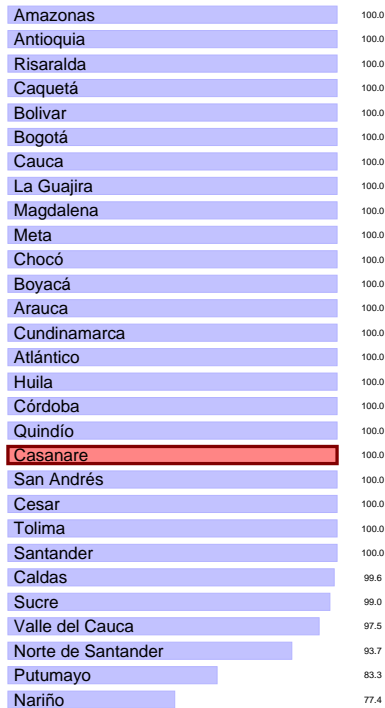 Amazonas 100.0
Antioquia 100.0
Risaralda 100.0
Caquetá 100.0
Bolivar 100.0
Bogotá 100.0
Cauca 100.0
La Guajira 100.0
Magdalena 100.0
Meta 100.0
Chocó 100.0
Boyacá 100.0
Arauca 100.0
Cundinamarca 100.0
Atlántico 100.0
Huila 100.0
Córdoba 100.0
Quindío 100.0
Casanare 100.0
San Andrés 100.0
Cesar 100.0
Tolima 100.0
Santander 100.0
Caldas 99.6
Sucre 99.0
Valle del Cauca 97.5
Norte de Santander 93.7
Putumayo 83.3
Nariño 77.4